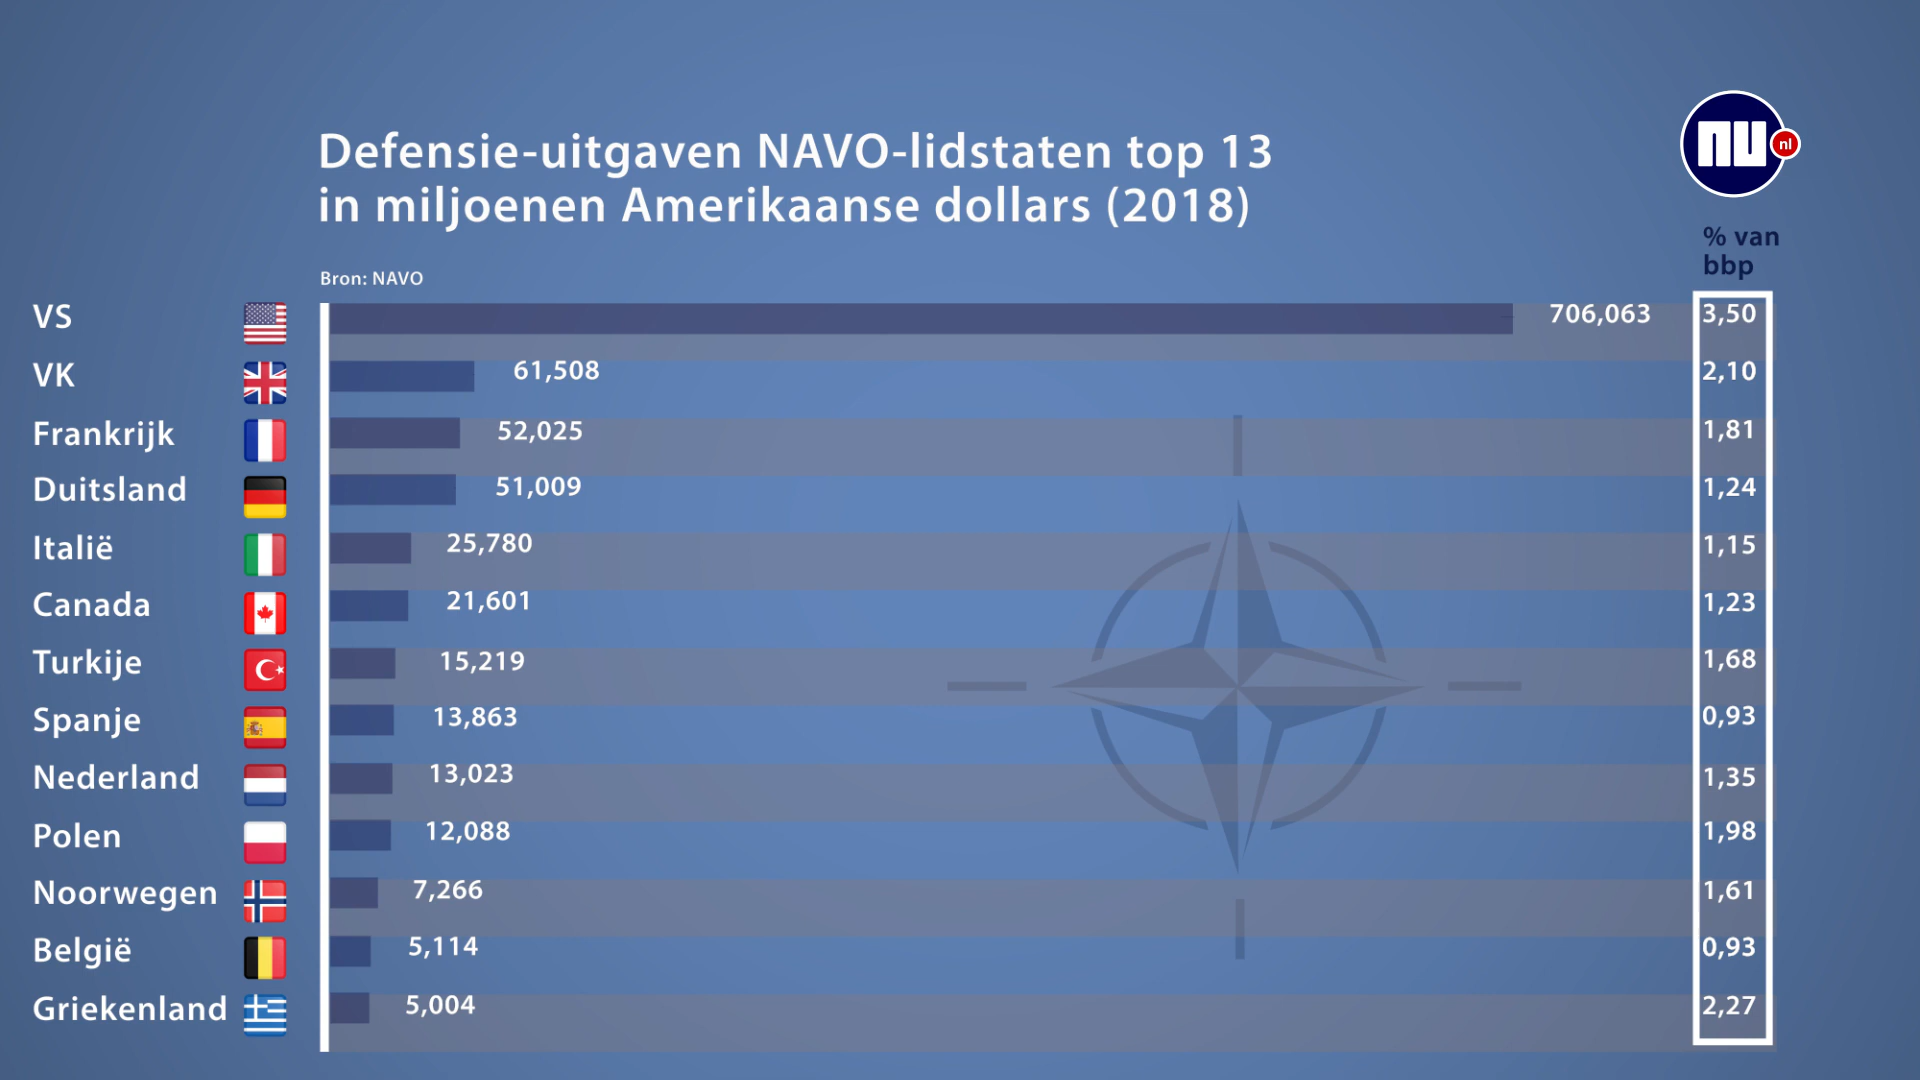 Defensie-uitgaven NAVO-lidstaten top 13
in miljoenen Amerikaanse dollars (2018)
nu
nl
% van
bbp
Bron: NAVO
VS 706,063 3,50
VK 61,508 2,10
Frankrijk 52,025 1,81
Duitsland 51,009 1,24
Italië 25,780 1,15
Canada 21,601 1,23
Turkije 15,219 1,68
Spanje 13,863 0,93
Nederland 13,023 1,35
Polen 12,088 1,98
Noorwegen 7,266 1,61
België 5,114 0,93
Griekenland 5,004 2,27